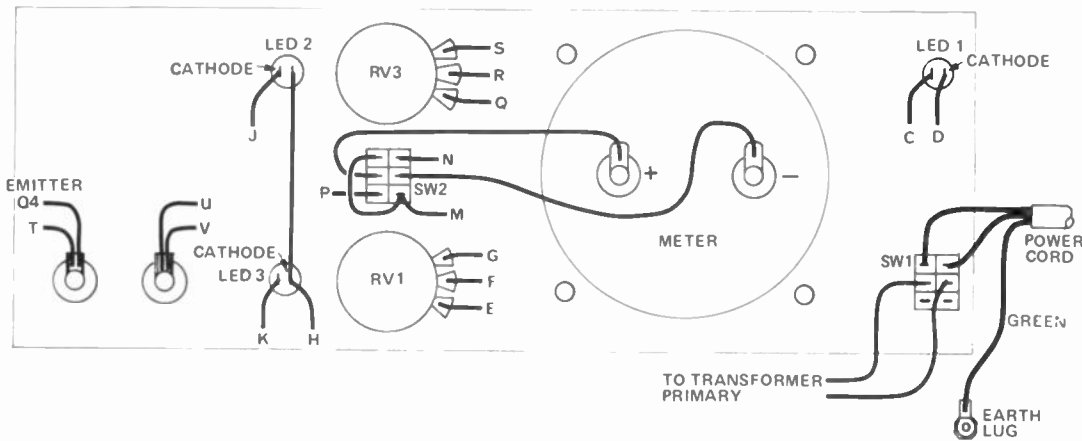 LED 2
CATHODE
J
RV3
S
R
Q
LED 1
CATHODE
C D
N
P
SW2
M
+
−
METER
EMITTER
Q4
T
U
V
CATHODE
LED 3
K H
RV1
G
F
E
SW1
POWER
CORD
GREEN
TO TRANSFORMER
PRIMARY
EARTH
LUG